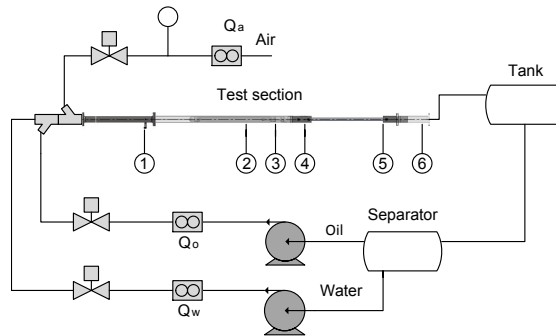 Qa
Air
Tank
Test section
1 2 3 4 5 6
Separator
Oil
Qo
Water
Qw